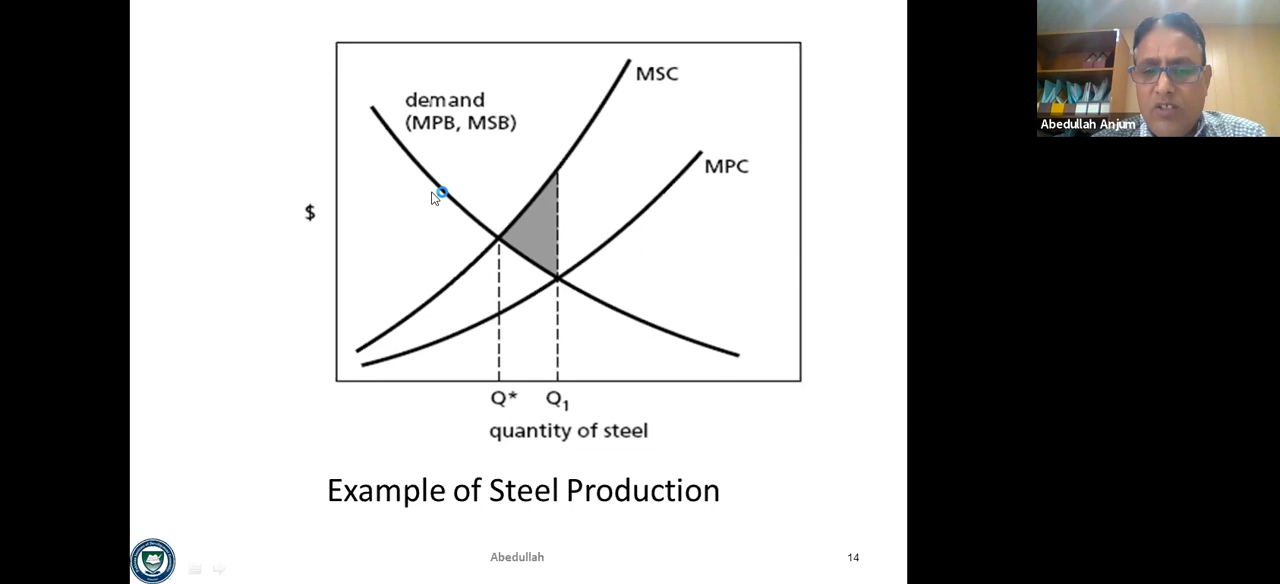 MSC
demand
(MPB, MSB)
MPC
$
Q* Q1
quantity of steel
Example of Steel Production
Abedullah
14
Abedullah Anjum